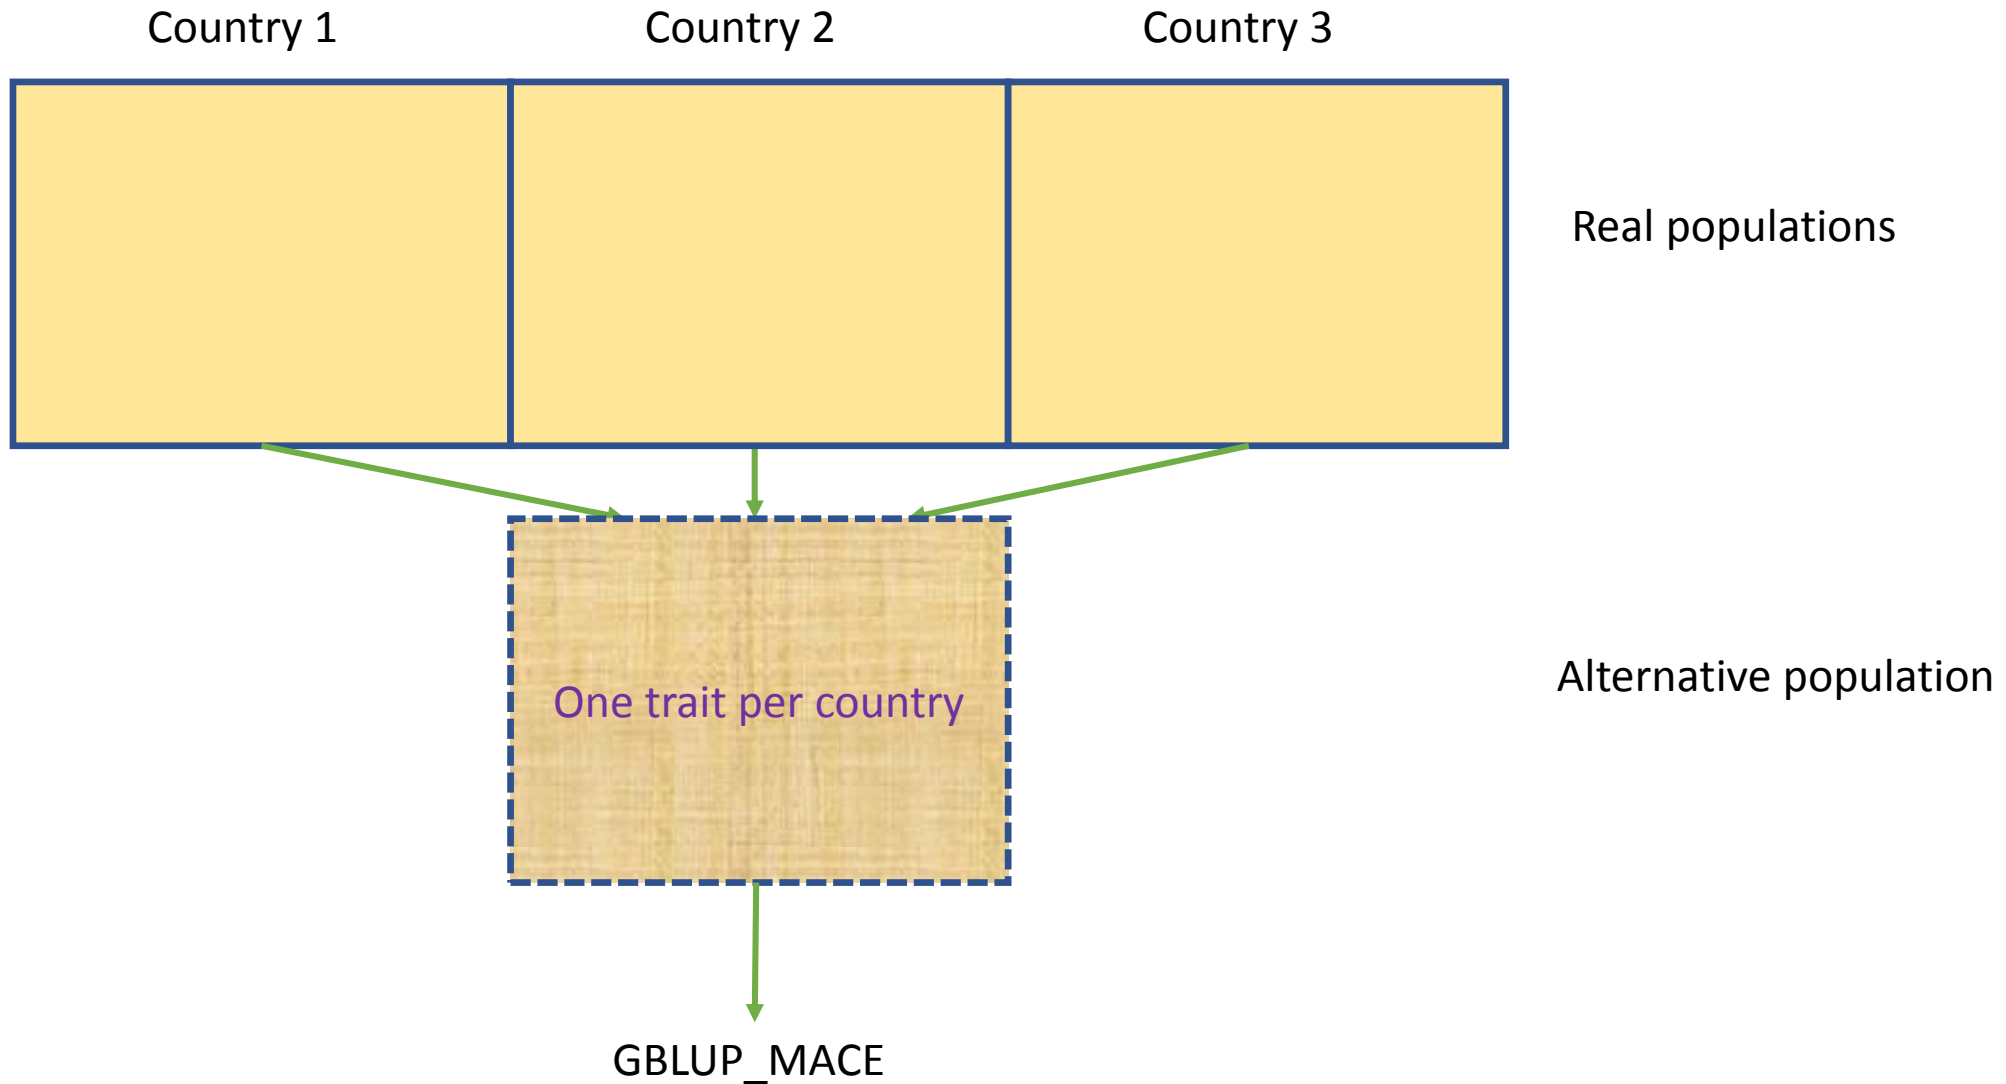 Country 1
Country 2
Country 3
Real populations
One trait per country
Alternative population
GBLUP_MACE